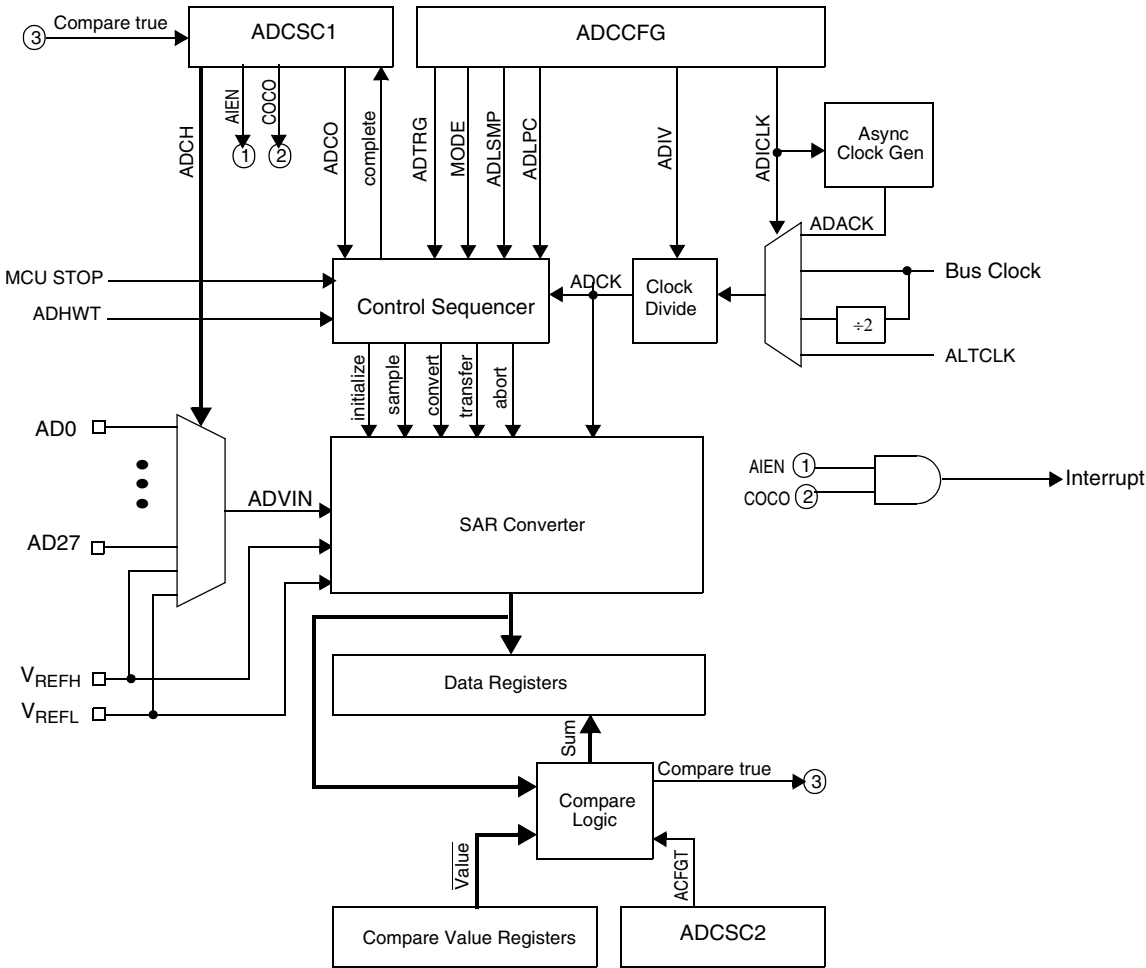 3 Compare true
ADCSC1
ADCCFG
ADCH
AIEN
COCO
ADCO
complete
ADTRG
MODE
ADLSMP
ADLPC
ADIV
ADICLK
Async
Clock Gen
1
2
ADACK
MCU STOP
ADHWT
Control Sequencer
ADCK
Clock
Divide
Bus Clock
÷2
ALTCLK
initialize
sample
convert
transfer
abort
AD0
AD27
ADVIN
SAR Converter
AIEN 1
COCO 2
Interrupt
VREFH
VREFL
Data Registers
Sum
Compare true 3
Compare
Logic
Value
ACFGT
Compare Value Registers
ADCSC2